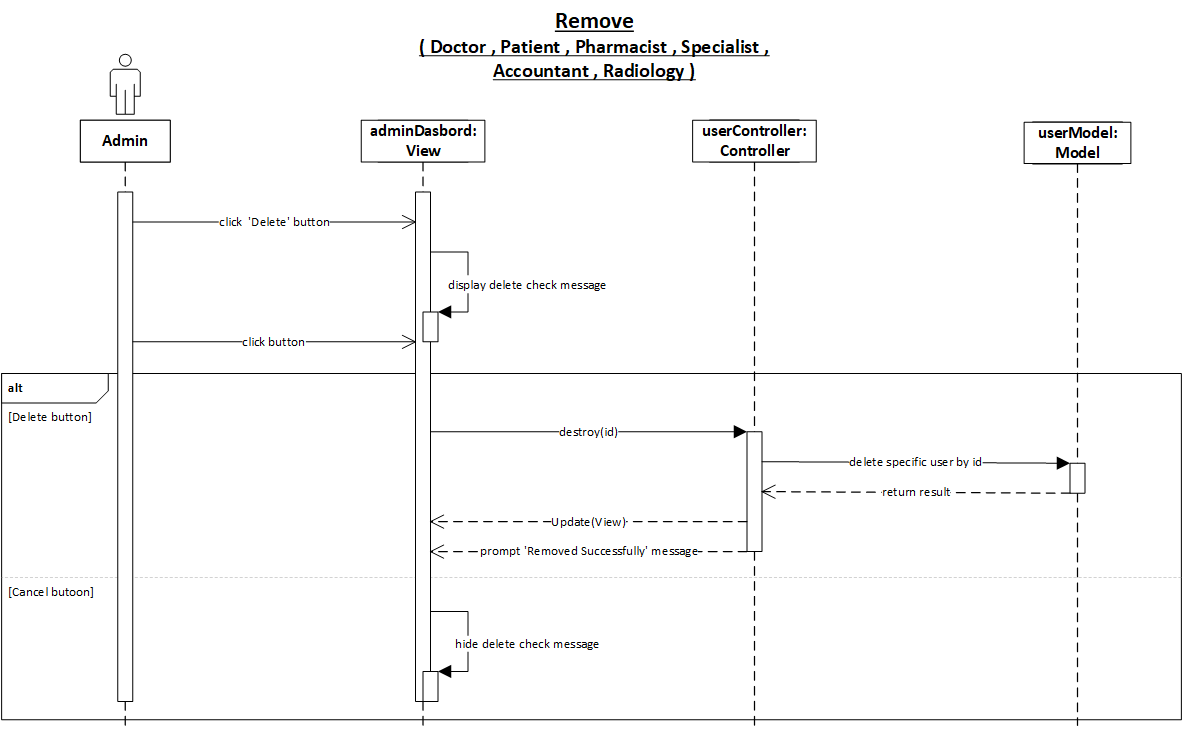 Remove
( Doctor , Patient , Pharmacist , Specialist ,
Accountant , Radiology )
Admin
adminDasbord:
View
userController:
Controller
userModel:
Model
click 'Delete' button
display delete check message
click button
alt
[Delete button]
destroy(id)
delete specific user by id
return result
Update(View)
prompt 'Removed Successfully' message
[Cancel butoon]
hide delete check message